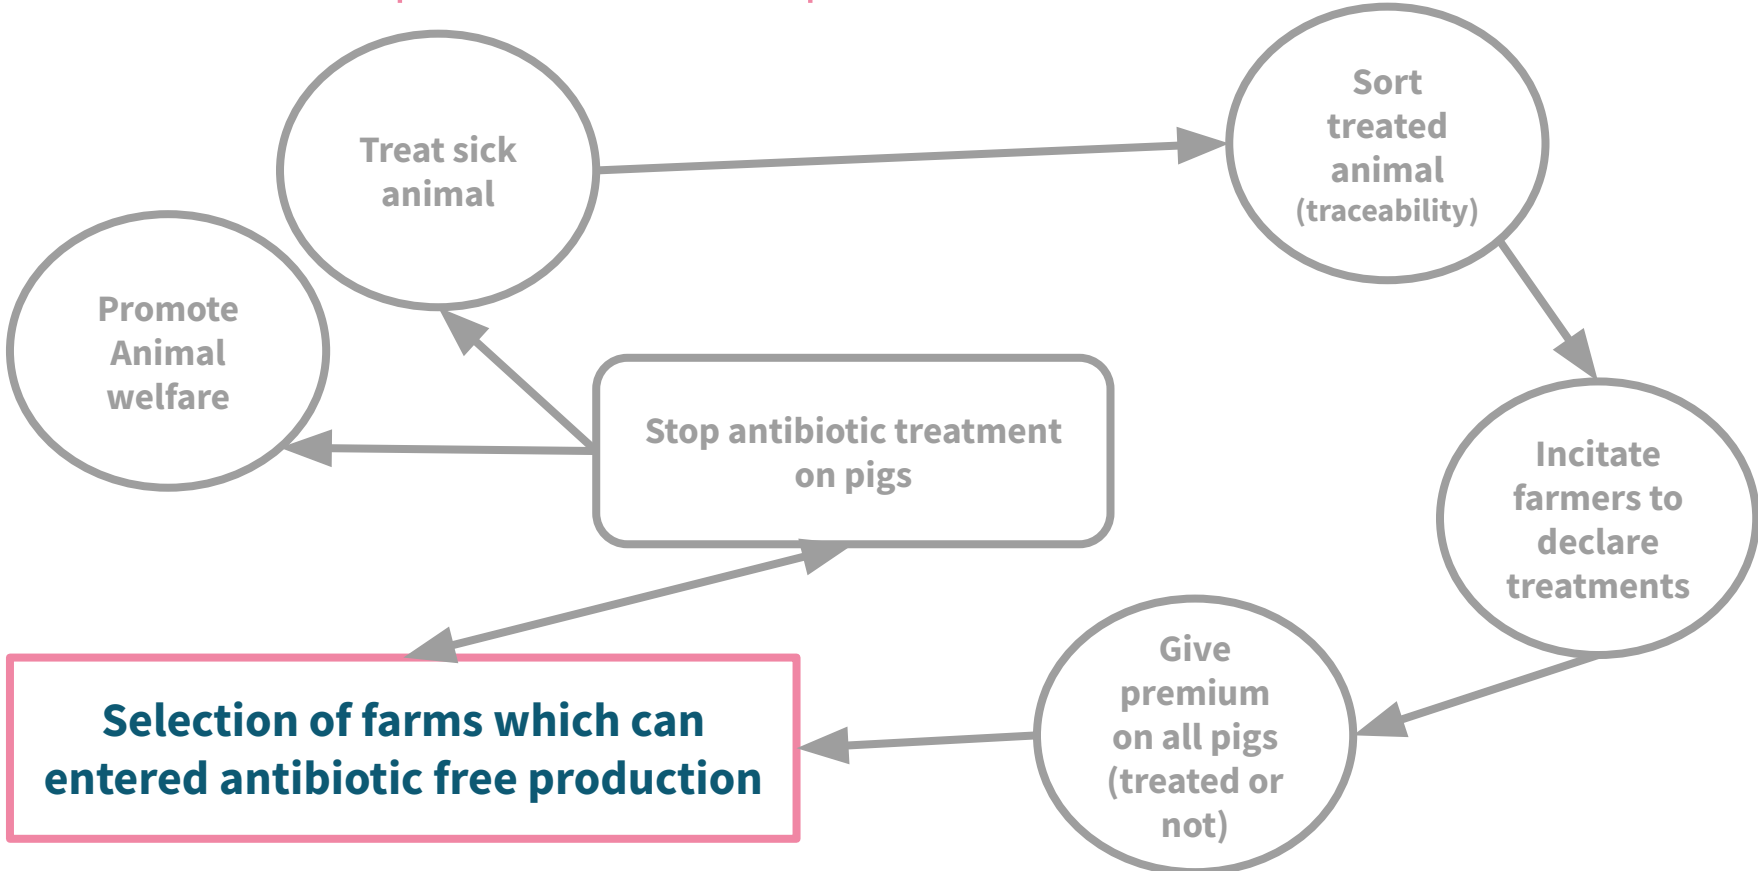 Treat sick
animal
Sort
treated
animal
(traceability)
Promote
Animal
welfare
Stop antibiotic treatment
on pigs
Incitate
farmers to
declare
treatments
Give
premium
on all pigs
(treated or
not)
Selection of farms which can
entered antibiotic free production